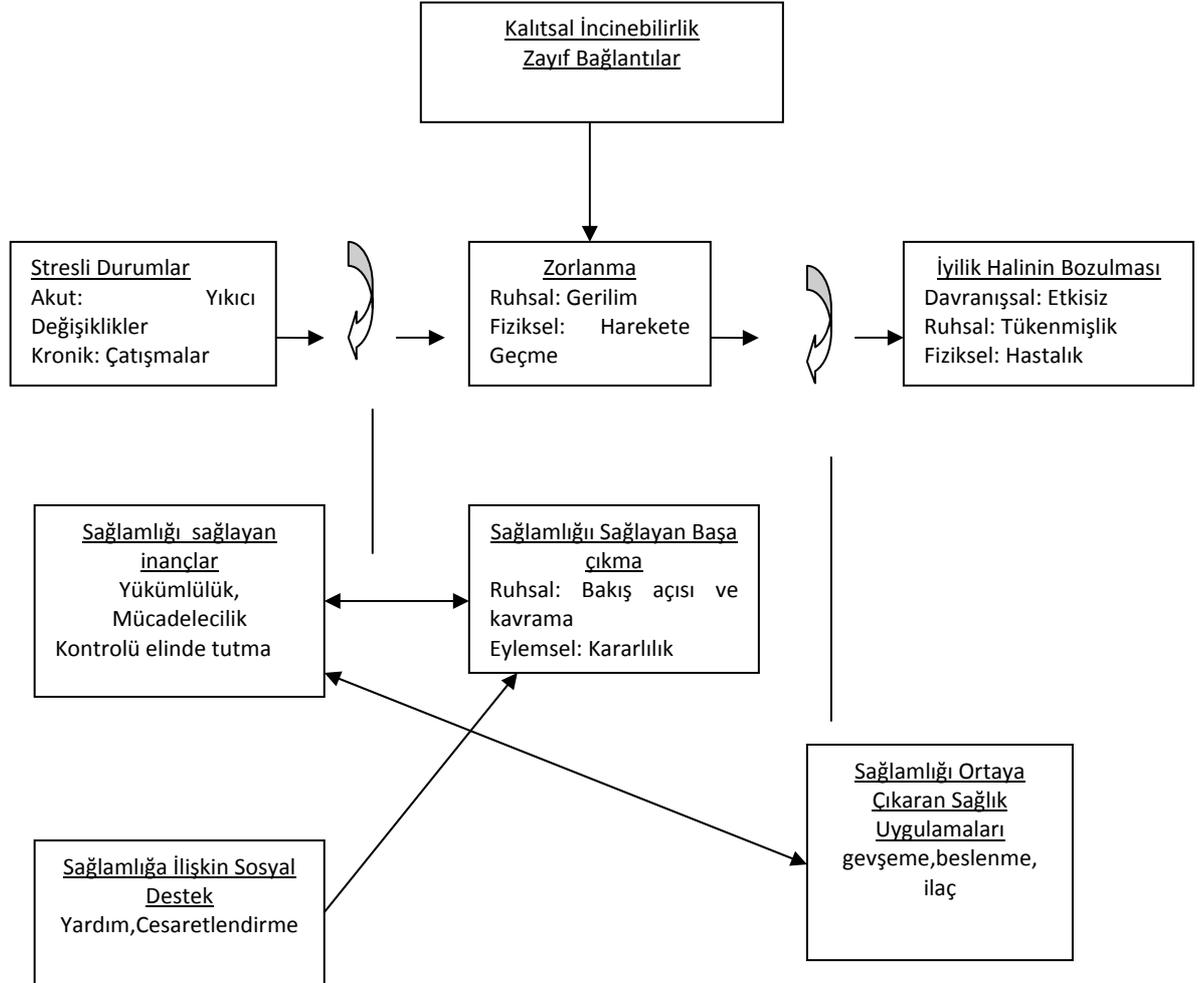 Kalıtsal İncinebilirlik
Zayıf Bağlantılar
Stresli Durumlar
Akut: Yıkıcı
Değişiklikler
Kronik: Çatışmalar
Zorlanma
Ruhsal: Gerilim
Fiziksel: Harekete
Geçme
İyilik Halinin Bozulması
Davranışsal: Etkisiz
Ruhsal: Tükenmişlik
Fiziksel: Hastalık
Sağlamlığı sağlayan
inançlar
Yükümlülük,
Mücadelecilik
Kontrolü elinde tutma
Sağlamlığıı Sağlayan Başa
çıkma
Ruhsal: Bakış açısı ve
kavrama
Eylemsel: Kararlılık
Sağlamlığı Ortaya
Çıkaran Sağlık
Uygulamaları
gevşeme,beslenme,
ilaç
Sağlamlığa İlişkin Sosyal
Destek
Yardım,Cesaretlendirme